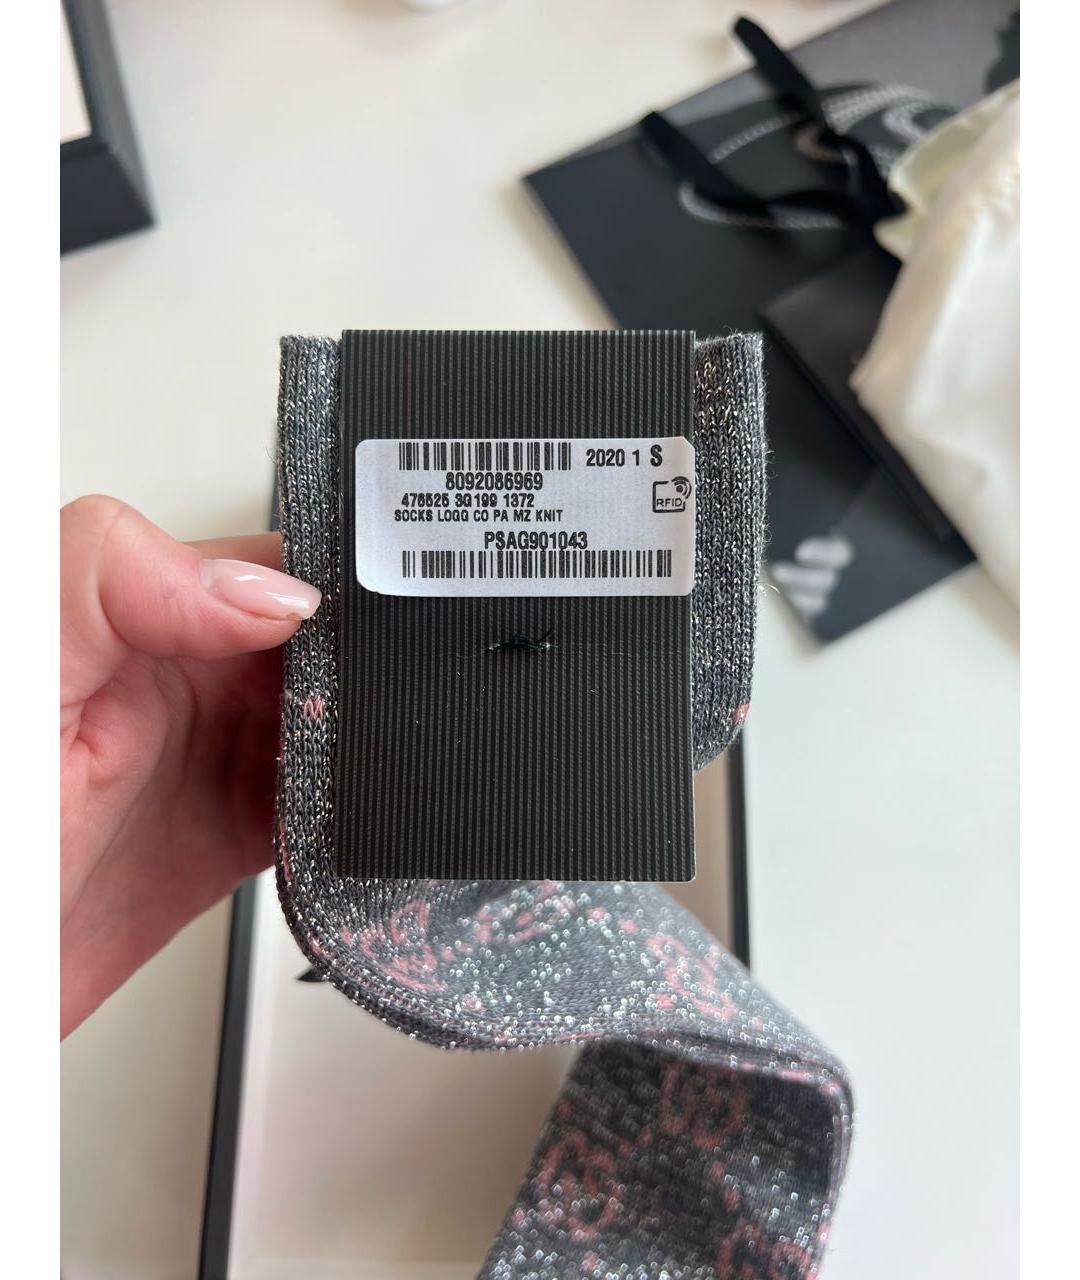 2020 1 S
8092086969
476525 3G199 1372
RFID
SOCKS LOGG CO PA MZ KNIT
PSAG901043